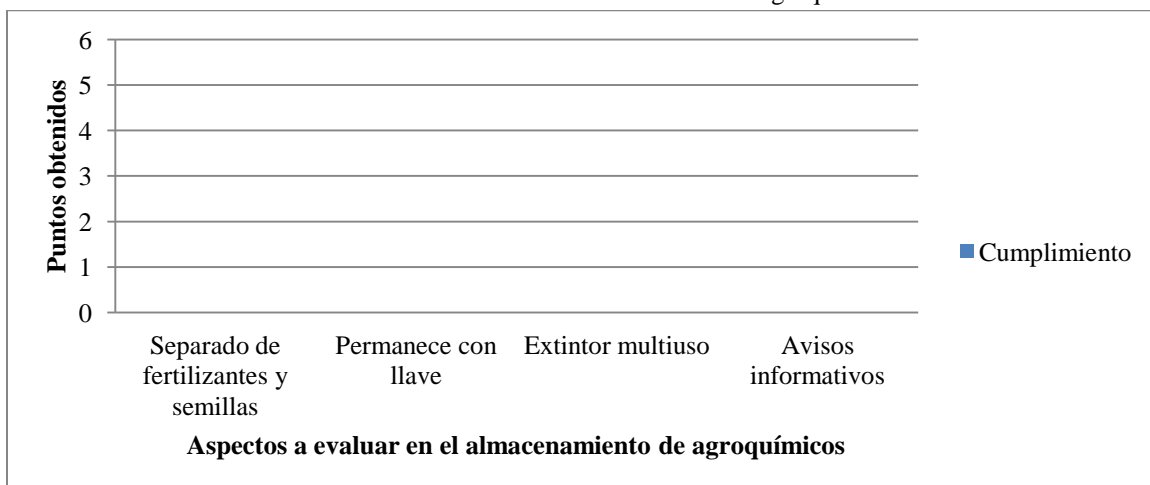 6
5
4
3
2
1
0
Puntos obtenidos
Separado de
fertilizantes y
semillas
Permanece con
llave
Extintor multiuso
Avisos
informativos
Cumplimiento
Aspectos a evaluar en el almacenamiento de agroquímicos